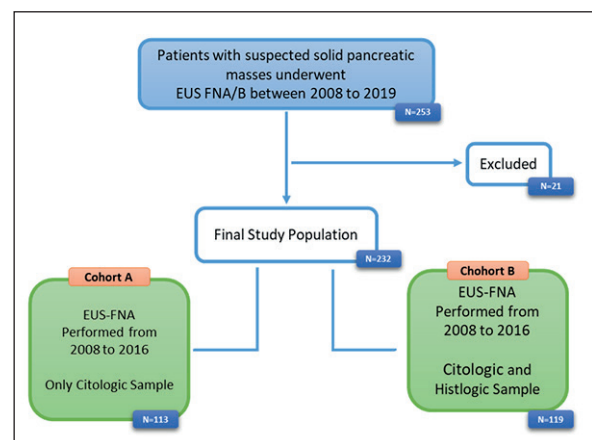 Patients with suspected solid pancreatic
masses underwent
EUS FNA/B between 2008 to 2019
N=253
Excluded
N=21
Final Study Population
N=232
Cohort A
EUS-FNA
Performed from
2008 to 2016
Only Citologic Sample
N=113
Chohort B
EUS-FNA
Performed from
2008 to 2016
Citologic and
Histlogic Sample
N=119